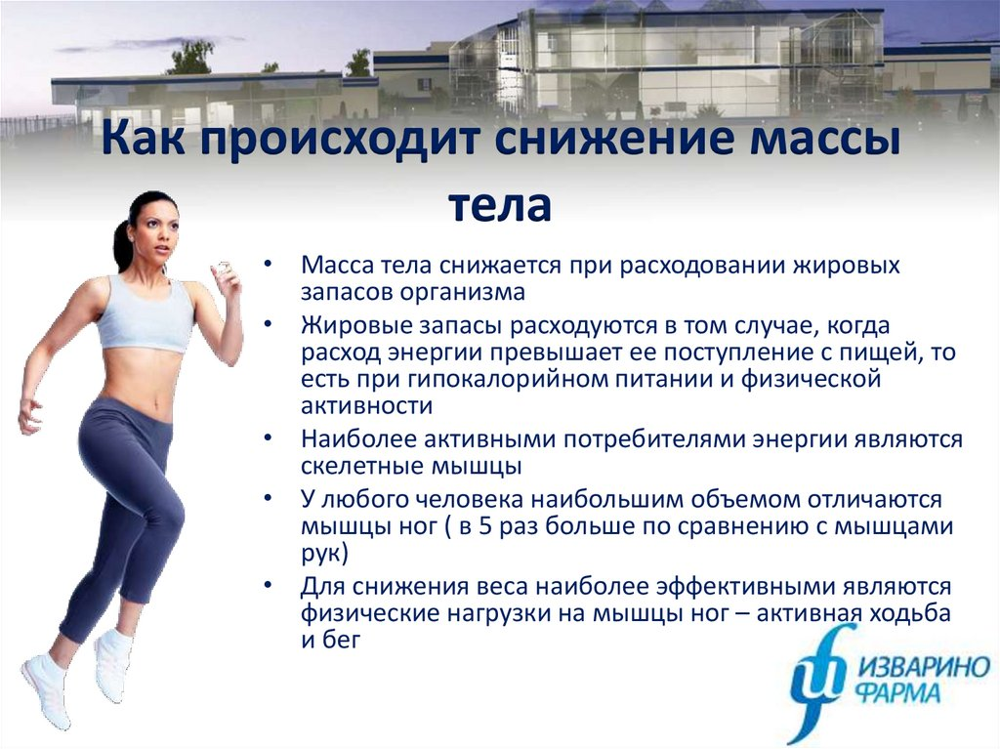 Как происходит снижение массы
тела
• Масса тела снижается при расходовании жировых
запасов организма
• Жировые запасы расходуются в том случае, когда
расход энергии превышает ее поступление с пищей, то
есть при гипокалорийном питании и физической
активности
• Наиболее активными потребителями энергии являются
скелетные мышцы
• У любого человека наибольшим объемом отличаются
мышцы ног ( в 5 раз больше по сравнению с мышцами
рук)
• Для снижения веса наиболее эффективными являются
физические нагрузки на мышцы ног – активная ходьба
и бег
ИЗВАРИНО
ФАРМА